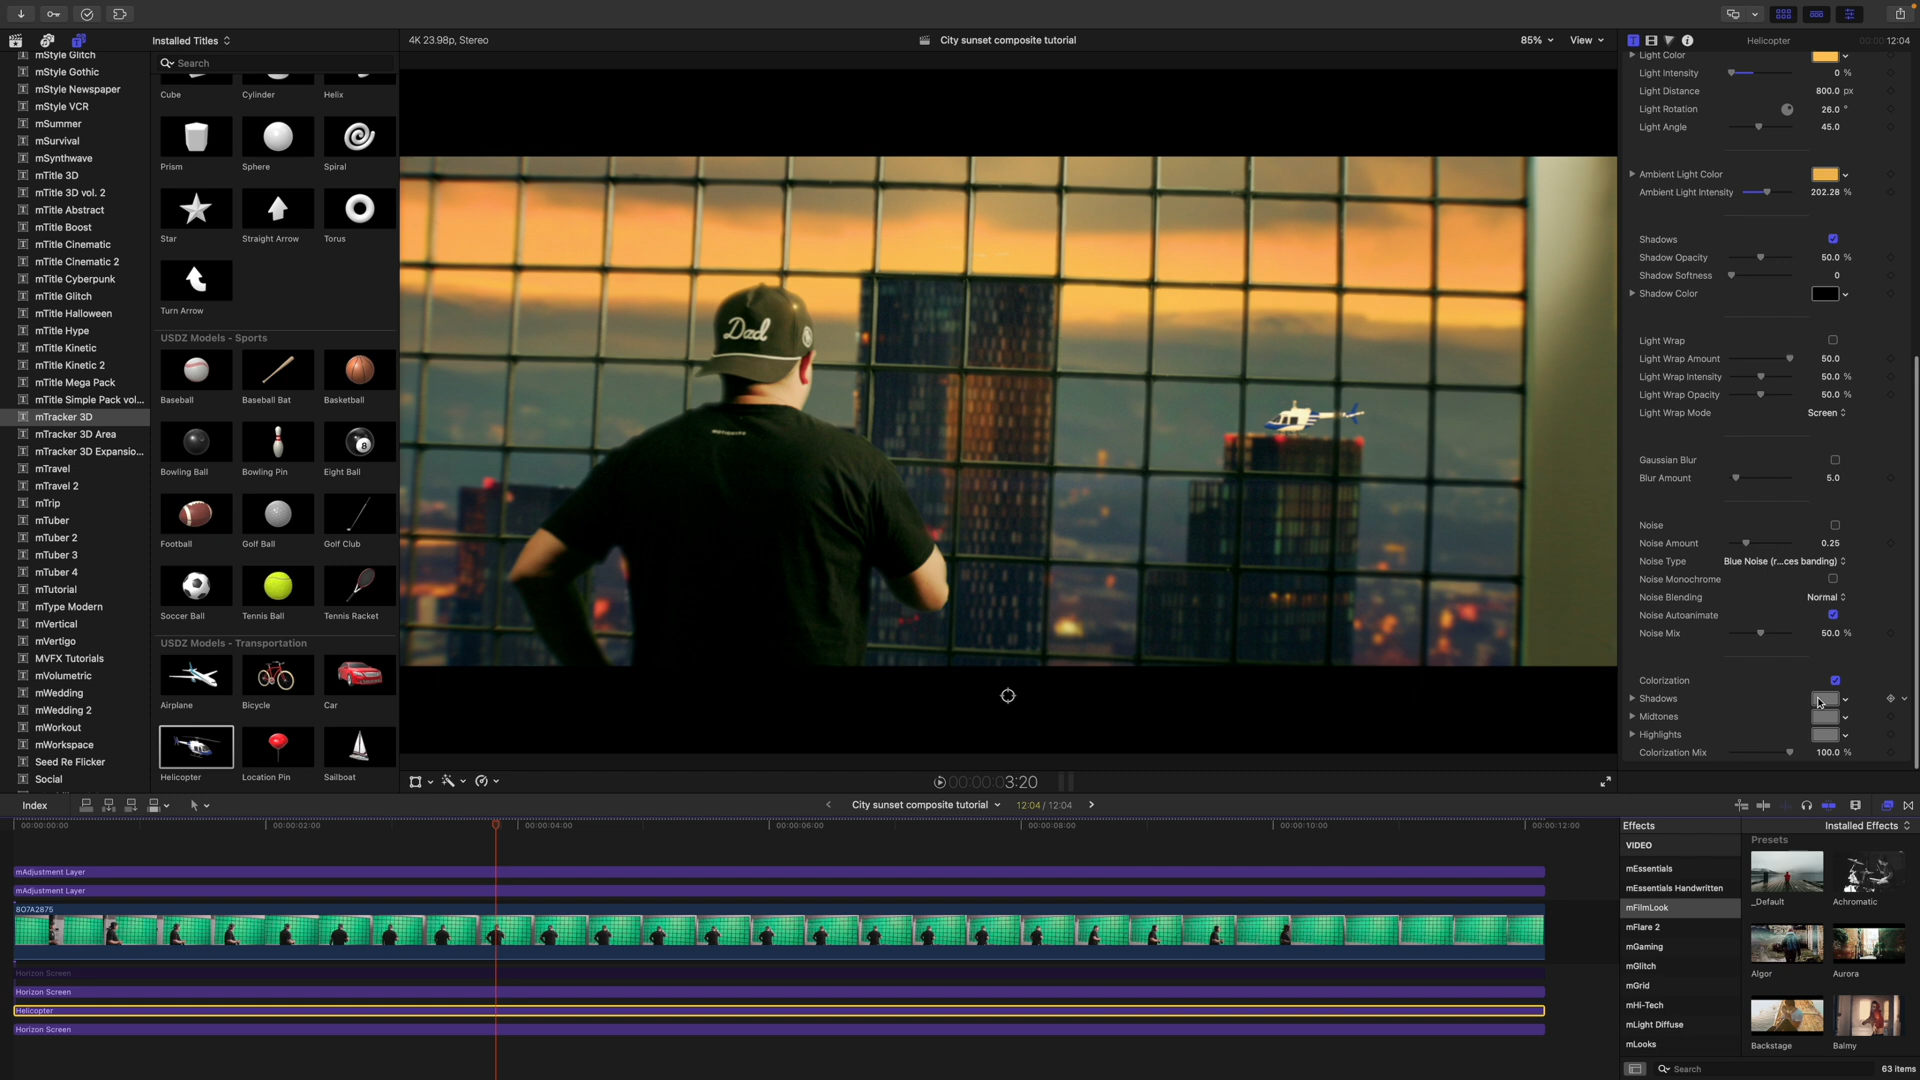 Installed Titles
4K 23.98p, Stereo
City sunset composite tutorial
85%
View
Helicopter
00:00:12:04
mStyle Glitch
mStyle Gothic
mStyle Newspaper
mStyle VCR
mSummer
mSurvival
mSynthwave
mTitle 3D
mTitle 3D vol. 2
mTitle Abstract
mTitle Boost
mTitle Cinematic
mTitle Cinematic 2
mTitle Cyberpunk
mTitle Glitch
mTitle Halloween
mTitle Hype
mTitle Kinetic
mTitle Kinetic 2
mTitle Mega Pack
mTitle Simple Pack vol...
mTracker 3D
mTracker 3D Area
mTracker 3D Expansio...
mTravel
mTravel 2
mTrip
mTuber
mTuber 2
mTuber 3
mTuber 4
mTutorial
mType Modern
mVertical
mVertigo
MVFX Tutorials
mVolumetric
mWedding
mWedding 2
mWorkout
mWorkspace
Seed Re Flicker
Social
Search
Cube
Cylinder
Helix
Prism
Sphere
Spiral
Star
Straight Arrow
Torus
Turn Arrow
USDZ Models - Sports
Baseball
Baseball Bat
Basketball
Bowling Ball
Bowling Pin
Eight Ball
Football
Golf Ball
Golf Club
Soccer Ball
Tennis Ball
Tennis Racket
USDZ Models - Transportation
Airplane
Bicycle
Car
Helicopter
Location Pin
Sailboat
Dad
Light Color
Light Intensity 0 %
Light Distance 800.0 px
Light Rotation 26.0 °
Light Angle 45.0
Ambient Light Color
Ambient Light Intensity 202.28 %
Shadows
Shadow Opacity 50.0 %
Shadow Softness 0
Shadow Color
Light Wrap
Light Wrap Amount 50.0
Light Wrap Intensity 50.0 %
Light Wrap Opacity 50.0 %
Light Wrap Mode Screen
Gaussian Blur
Blur Amount 5.0
Noise
Noise Amount 0.25
Noise Type Blue Noise (r...ces banding)
Noise Monochrome
Noise Blending Normal
Noise Autoanimate
Noise Mix 50.0 %
Colorization
Shadows
Midtones
Highlights
Colorization Mix 100.0 %
00:00:03:20
Index
City sunset composite tutorial
12:04 / 12:04
00:00:00:00
00:00:02:00
00:00:04:00
00:00:06:00
00:00:08:00
00:00:10:00
00:00:12:00
mAdjustment Layer
mAdjustment Layer
8O7A2875
Horizon Screen
Horizon Screen
Helicopter
Horizon Screen
Effects
Installed Effects
VIDEO
mEssentials
mEssentials Handwritten
mFilmLook
mFlare 2
mGaming
mGlitch
mGrid
mHi-Tech
mLight Diffuse
mLooks
Presets
_Default
Achromatic
Algor
Aurora
Backstage
Balmy
Search
63 items